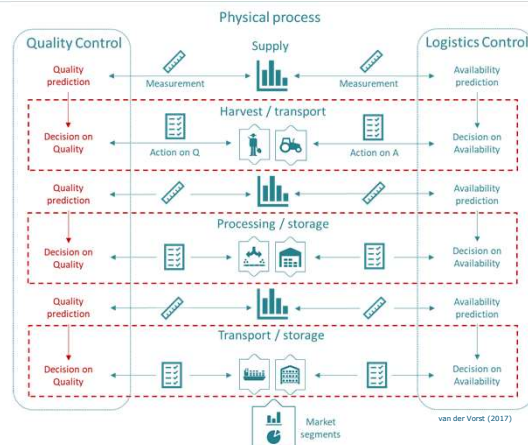 Physical process
Quality Control
Supply
Logistics Control
Quality
prediction
Measurement
Measurement
Availability
prediction
Harvest / transport
Decision on
Quality
Action on Q
Action on A
Decision on
Availability
Quality
prediction
Availability
prediction
Processing / storage
Decision on
Quality
Decision on
Availability
Quality
prediction
Availability
prediction
Transport / storage
Decision on
Quality
Decision on
Availability
Market
segments
van der Vorst (2017)